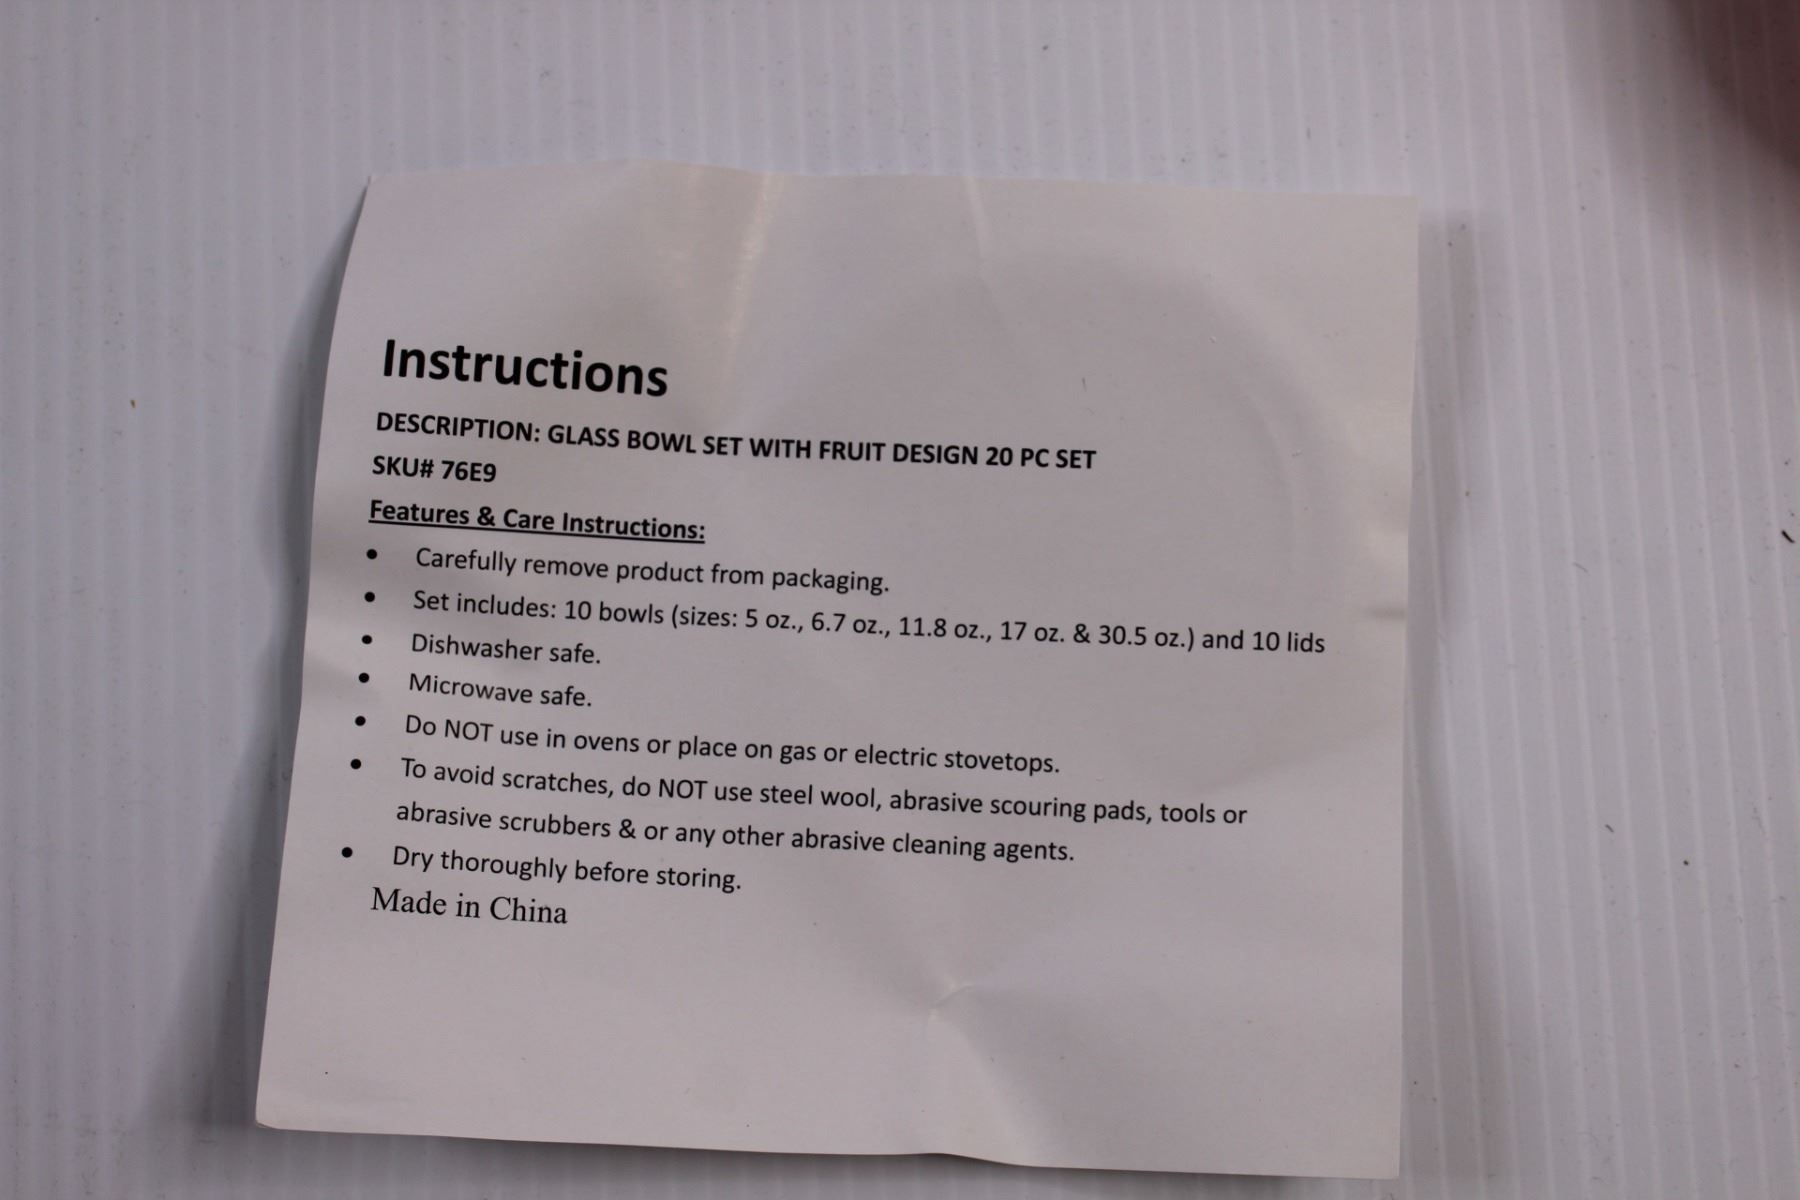 Instructions
DESCRIPTION: GLASS BOWL SET WITH FRUIT DESIGN 20 PC SET
SKU# 76E9
Features & Care Instructions:
• Carefully remove product from packaging.
• Set includes: 10 bowls (sizes: 5 oz., 6.7 oz., 11.8 oz., 17 oz. & 30.5 oz.) and 10 lids
• Dishwasher safe.
• Microwave safe.
• Do NOT use in ovens or place on gas or electric stovetops.
• To avoid scratches, do NOT use steel wool, abrasive scouring pads, tools or
abrasive scrubbers & or any other abrasive cleaning agents.
• Dry thoroughly before storing.
Made in China